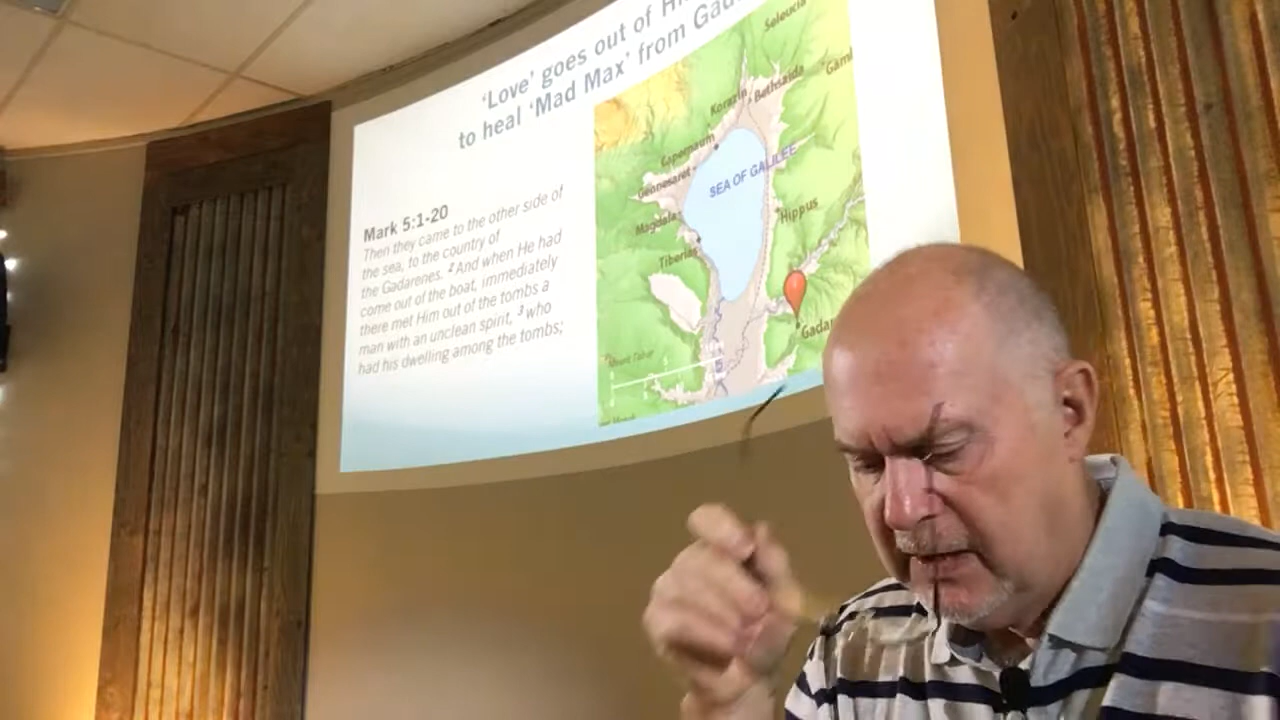 ‘Love’ goes out of
to heal ‘Mad Max’ from
Mark 5:1-20
Then they came to the other side of
the sea, to the country of
the Gadarenes. 2 And when He had
come out of the boat, immediately
there met Him out of the tombs a
man with an unclean spirit, 3 who
had his dwelling among the tombs;
Seleucia
Korazin
Bethsaida
Capernaum
Gennesaret
SEA OF GALILEE
Magdala
Hippus
Tiberias
Mount Tabor